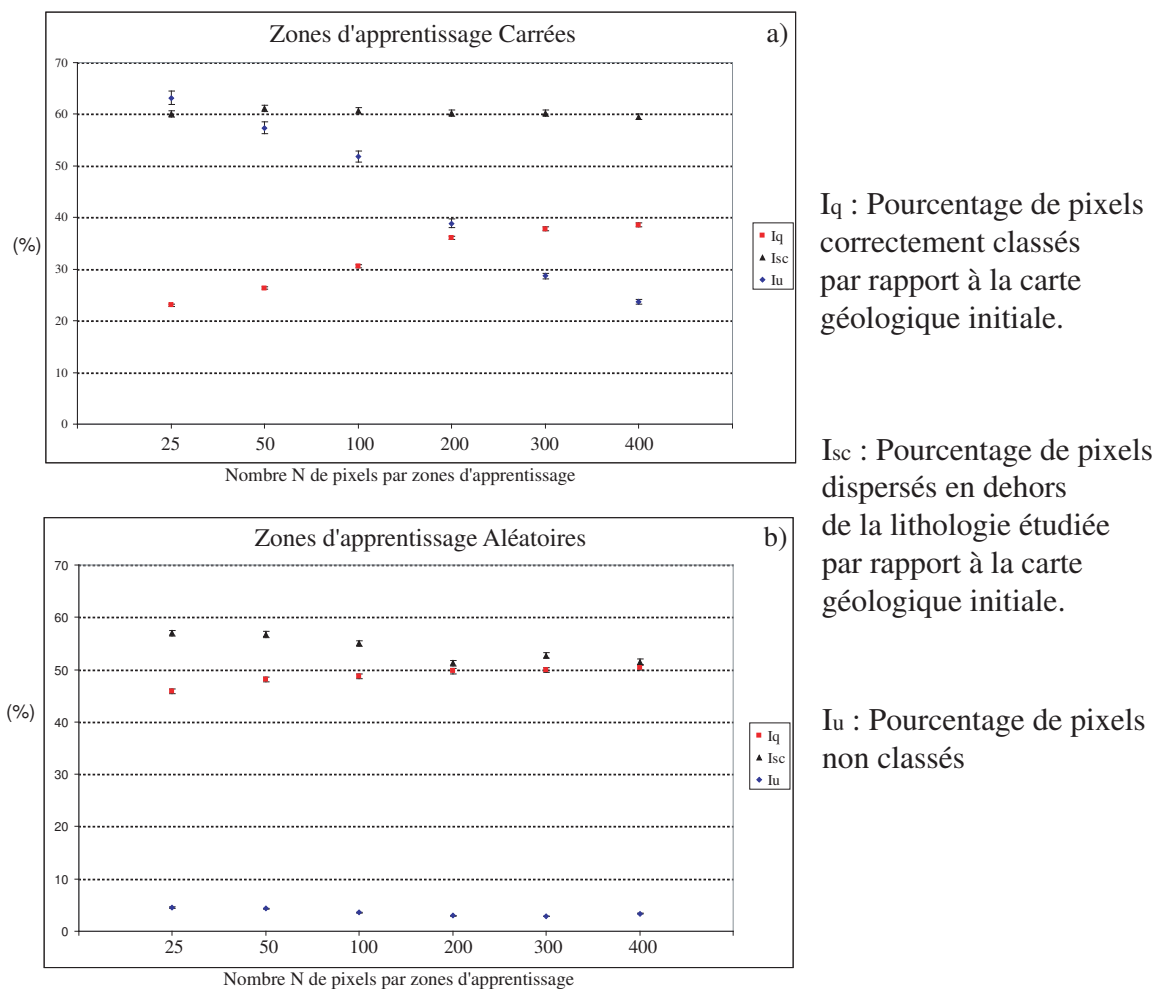 Zones d'apprentissage Carrées
a)
70
60
50
40
30
20
10
0
(%)
Iq
Isc
Iu
25 50 100 200 300 400
Nombre N de pixels par zones d'apprentissage
Zones d'apprentissage Aléatoires
b)
70
60
50
40
30
20
10
0
(%)
Iq
Isc
Iu
25 50 100 200 300 400
Nombre N de pixels par zones d'apprentissage
Iq : Pourcentage de pixels
correctement classés
par rapport à la carte
géologique initiale.
Isc : Pourcentage de pixels
dispersés en dehors
de la lithologie étudiée
par rapport à la carte
géologique initiale.
Iu : Pourcentage de pixels
non classés